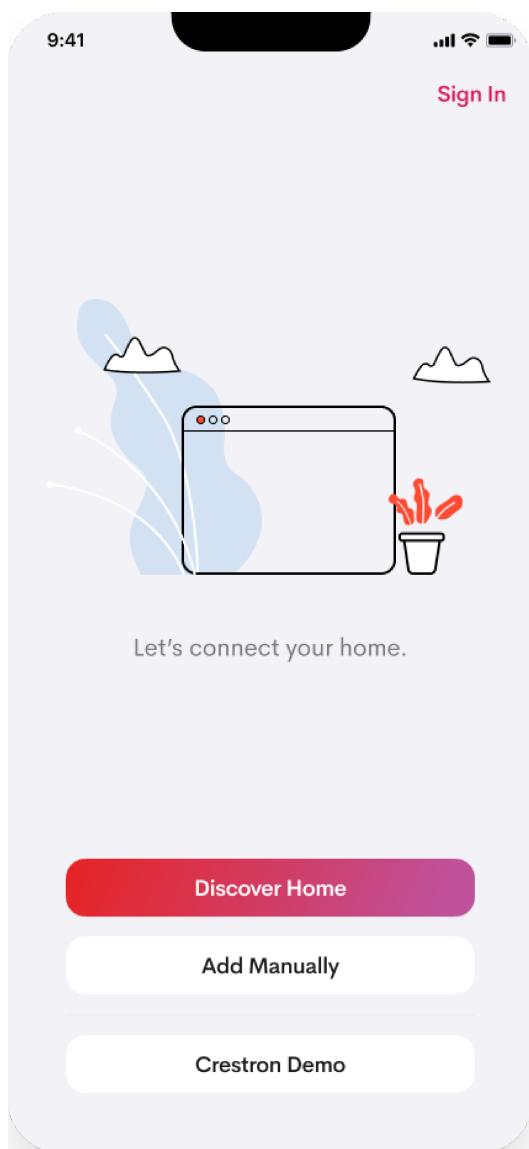 9:41
Sign In
Let's connect your home.
Discover Home
Add Manually
Crestron Demo